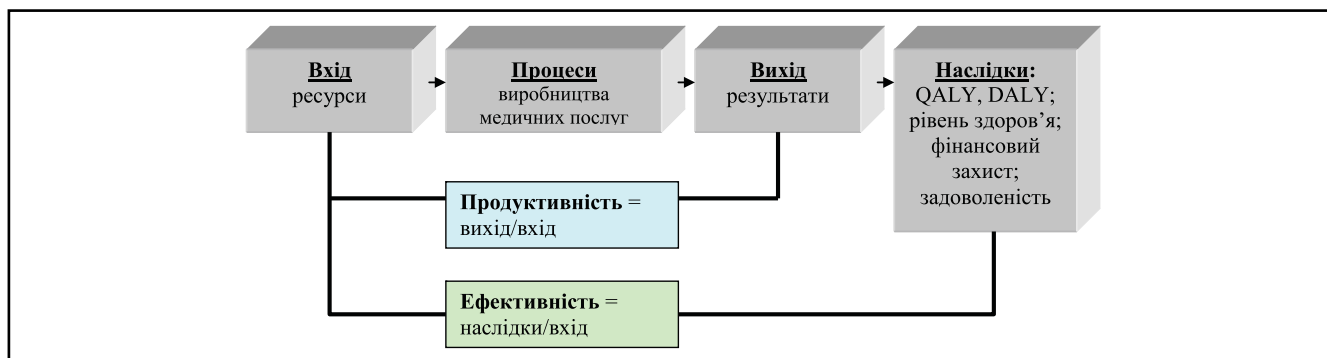 Вхід
ресурси
Процеси
виробництва
медичних послуг
Вихід
результати
Наслідки:
QALY, DALY;
рівень здоров’я;
фінансовий
захист;
задоволеність
Продуктивність =
вихід/вхід
Ефективність =
наслідки/вхід